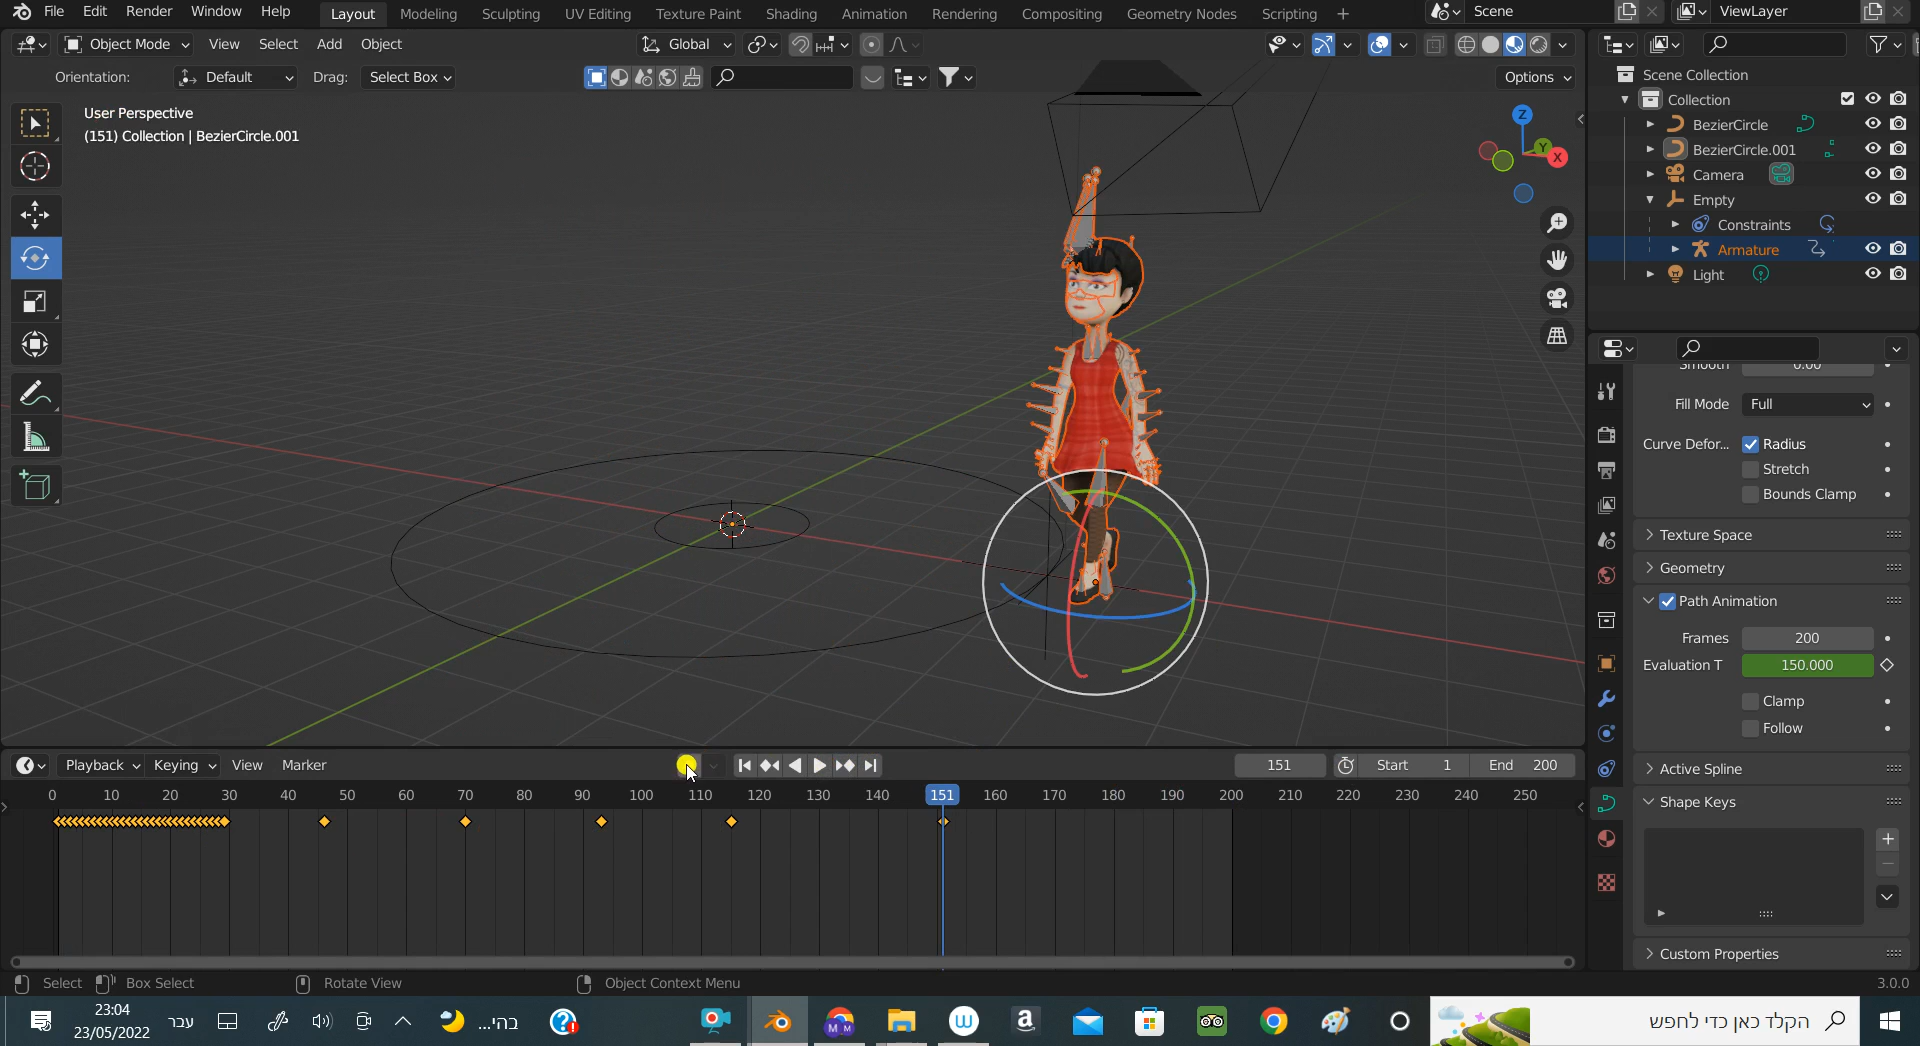 File Edit Render Window Help
Layout Modeling Sculpting UV Editing Texture Paint Shading Animation Rendering Compositing Geometry Nodes Scripting +
Scene
ViewLayer
Object Mode View Select Add Object
Global
Orientation: Default Drag: Select Box
Options
User Perspective
(151) Collection | BezierCircle.001
Z
Y
X
Scene Collection
Collection
BezierCircle
BezierCircle.001
Camera
Empty
Constraints
Armature
Light
Smooth 0.00
Fill Mode Full
Curve Defor... Radius
Stretch
Bounds Clamp
Texture Space
Geometry
Path Animation
Frames 200
Evaluation T 150.000
Clamp
Follow
Active Spline
Shape Keys
Custom Properties
Playback Keying View Marker
151 Start 1 End 200
0 10 20 30 40 50 60 70 80 90 100 110 120 130 140 151 160 170 180 190 200 210 220 230 240 250
Select Box Select Rotate View Object Context Menu
3.0.0
23:04
23/05/2022
עבר
בהי...
הקלד כאן כדי לחפש